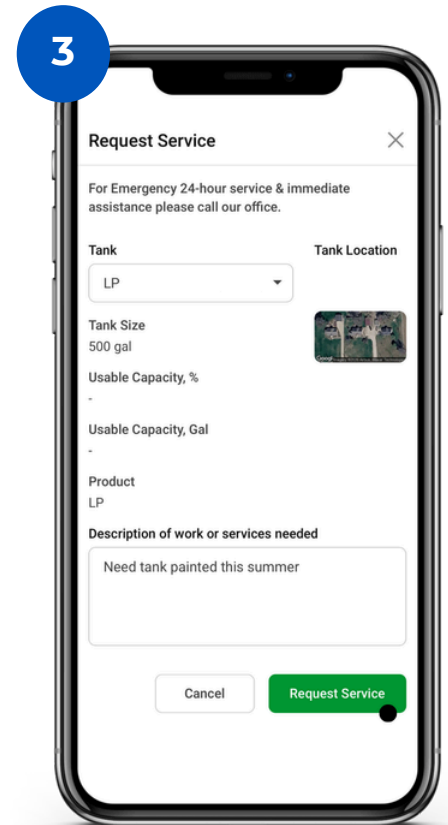 3
Request Service
For Emergency 24-hour service & immediate
assistance please call our office.
Tank
Tank Location
LP
Tank Size
500 gal
Usable Capacity, %
-
Usable Capacity, Gal
-
Product
LP
Description of work or services needed
Need tank painted this summer
Cancel
Request Service